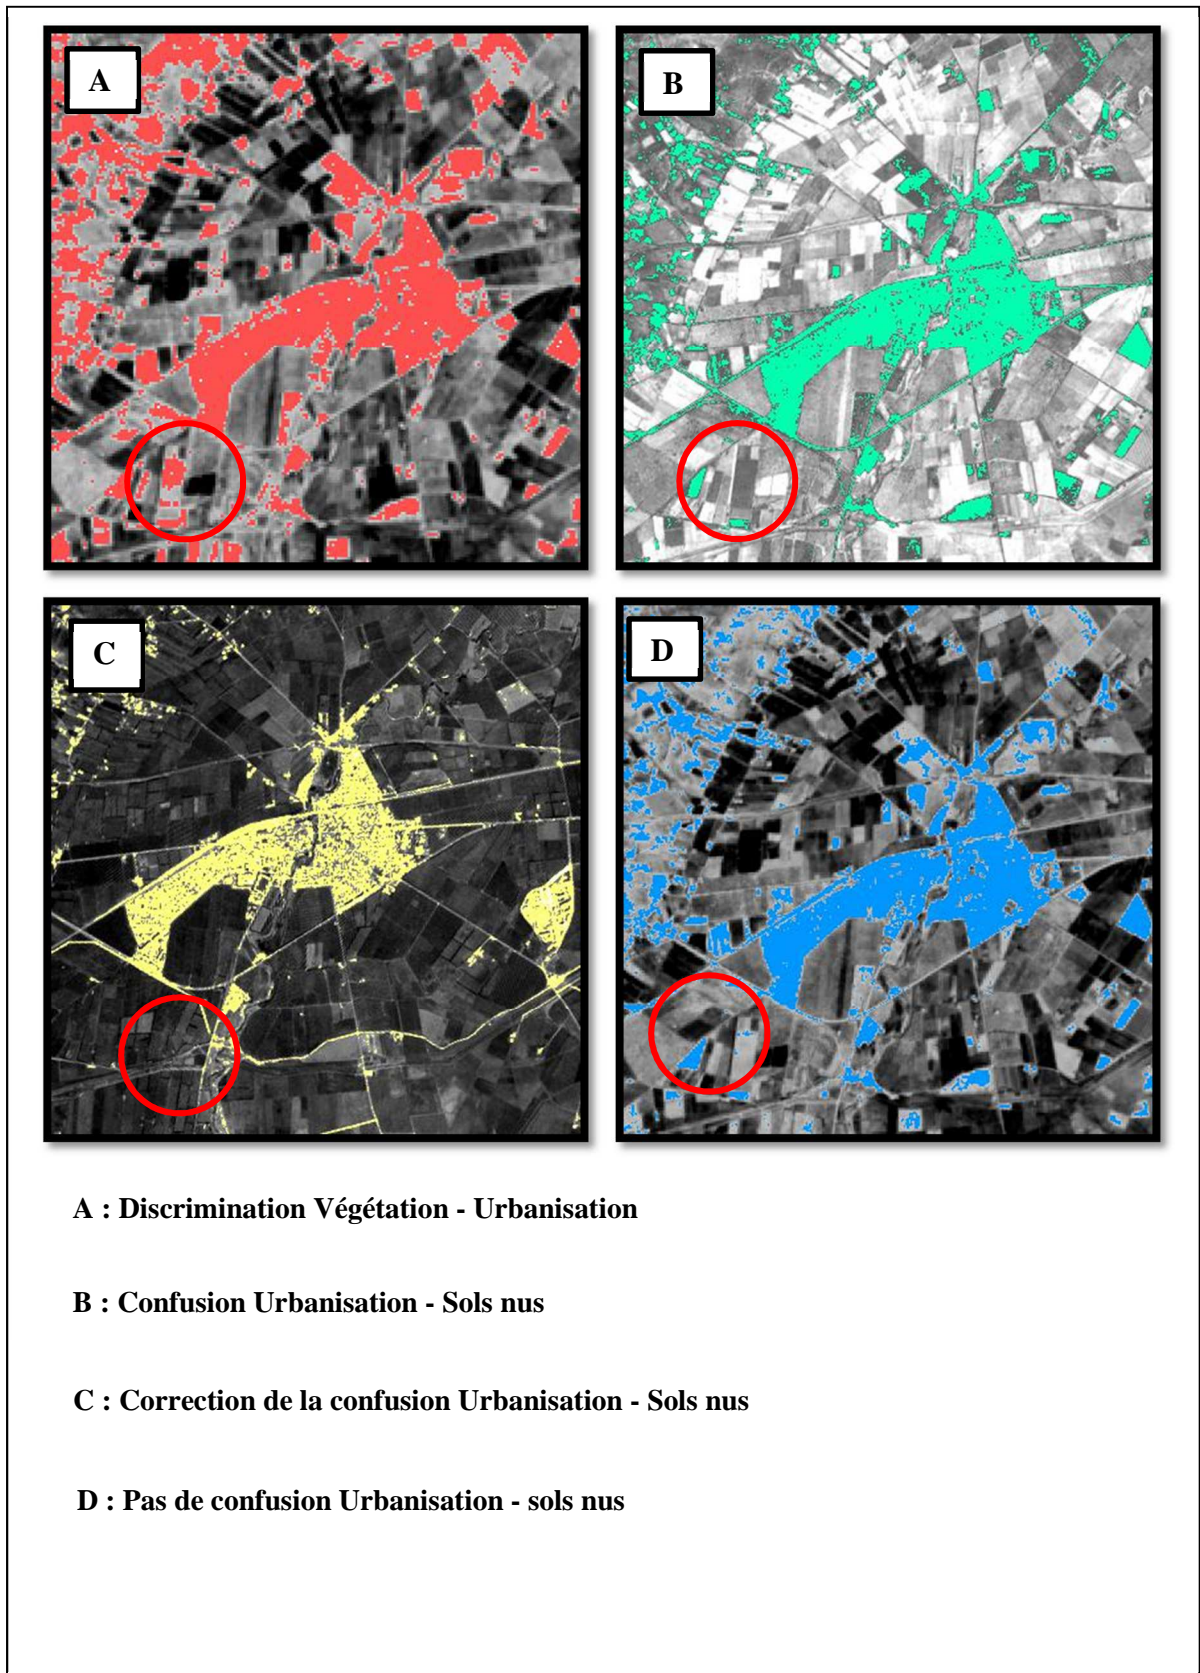 A
B
C
D
A : Discrimination Végétation - Urbanisation
B : Confusion Urbanisation - Sols nus
C : Correction de la confusion Urbanisation - Sols nus
D : Pas de confusion Urbanisation - sols nus